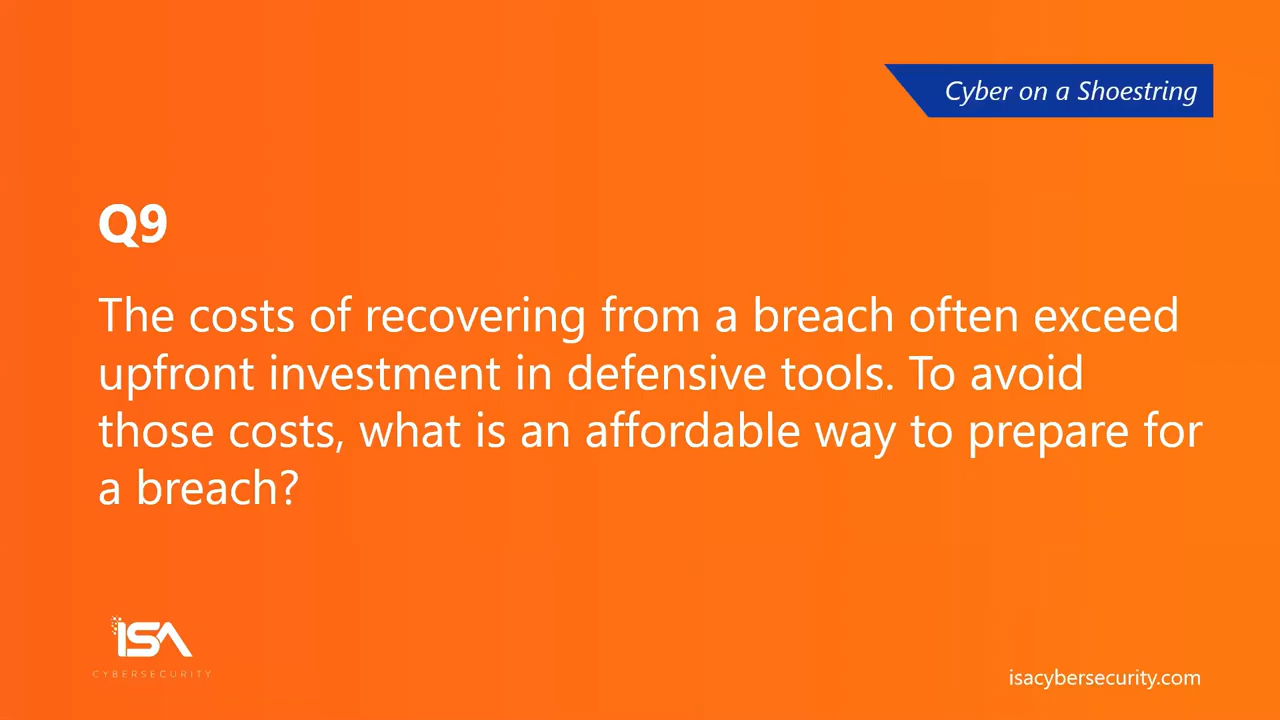 Cyber on a Shoestring
Q9
The costs of recovering from a breach often exceed
upfront investment in defensive tools. To avoid
those costs, what is an affordable way to prepare for
a breach?
ISA
CYBERSECURITY
isacybersecurity.com